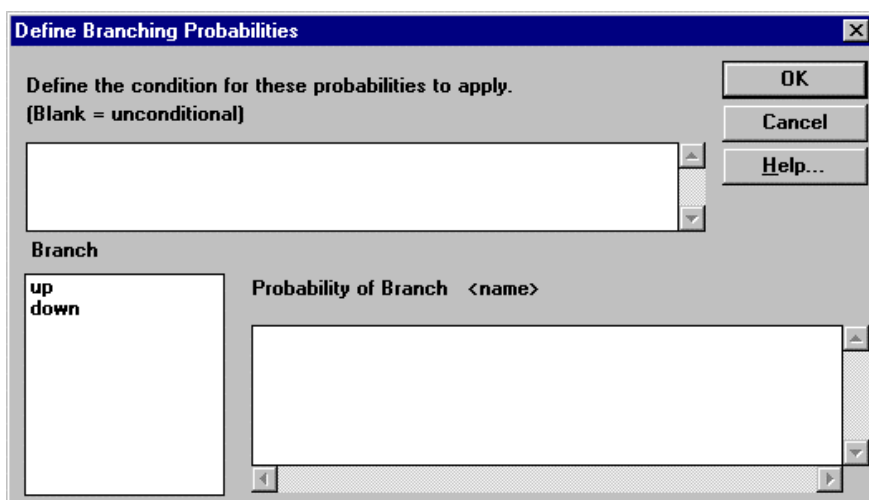 Define Branching Probabilities
Define the condition for these probabilities to apply.
(Blank = unconditional)
OK
Cancel
Help...
Branch
up
down
Probability of Branch <name>